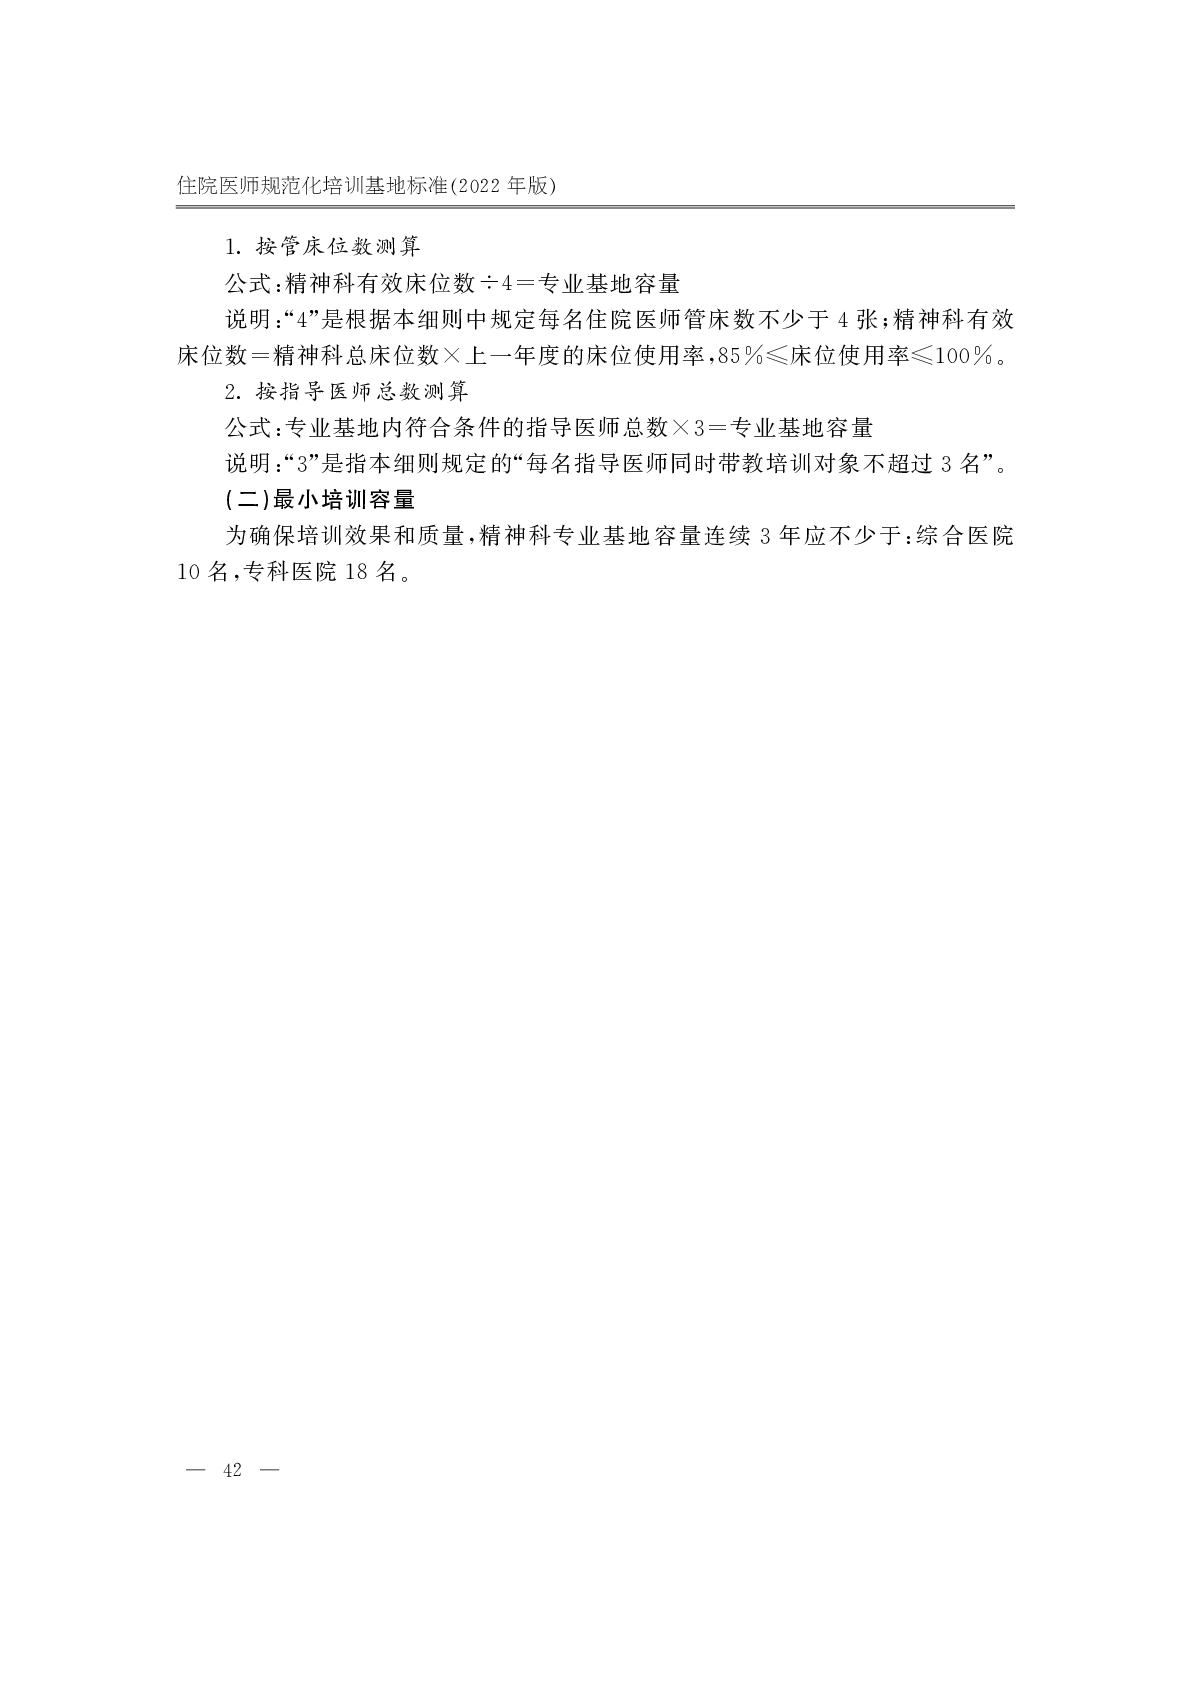 住院医师规范化培训基地标准(2022 年版)
1. 按管床位数测算
公式:精神科有效床位数÷4=专业基地容量
说明:“4”是根据本细则中规定每名住院医师管床数不少于 4 张;精神科有效
床位数=精神科总床位数×上一年度的床位使用率,85%≤床位使用率≤100%。
2. 按指导医师总数测算
公式:专业基地内符合条件的指导医师总数×3=专业基地容量
说明:“3”是指本细则规定的“每名指导医师同时带教培训对象不超过 3 名”。
(二)最小培训容量
为确保培训效果和质量,精神科专业基地容量连续 3 年应不少于:综合医院
10 名,专科医院 18 名。
— 42 —